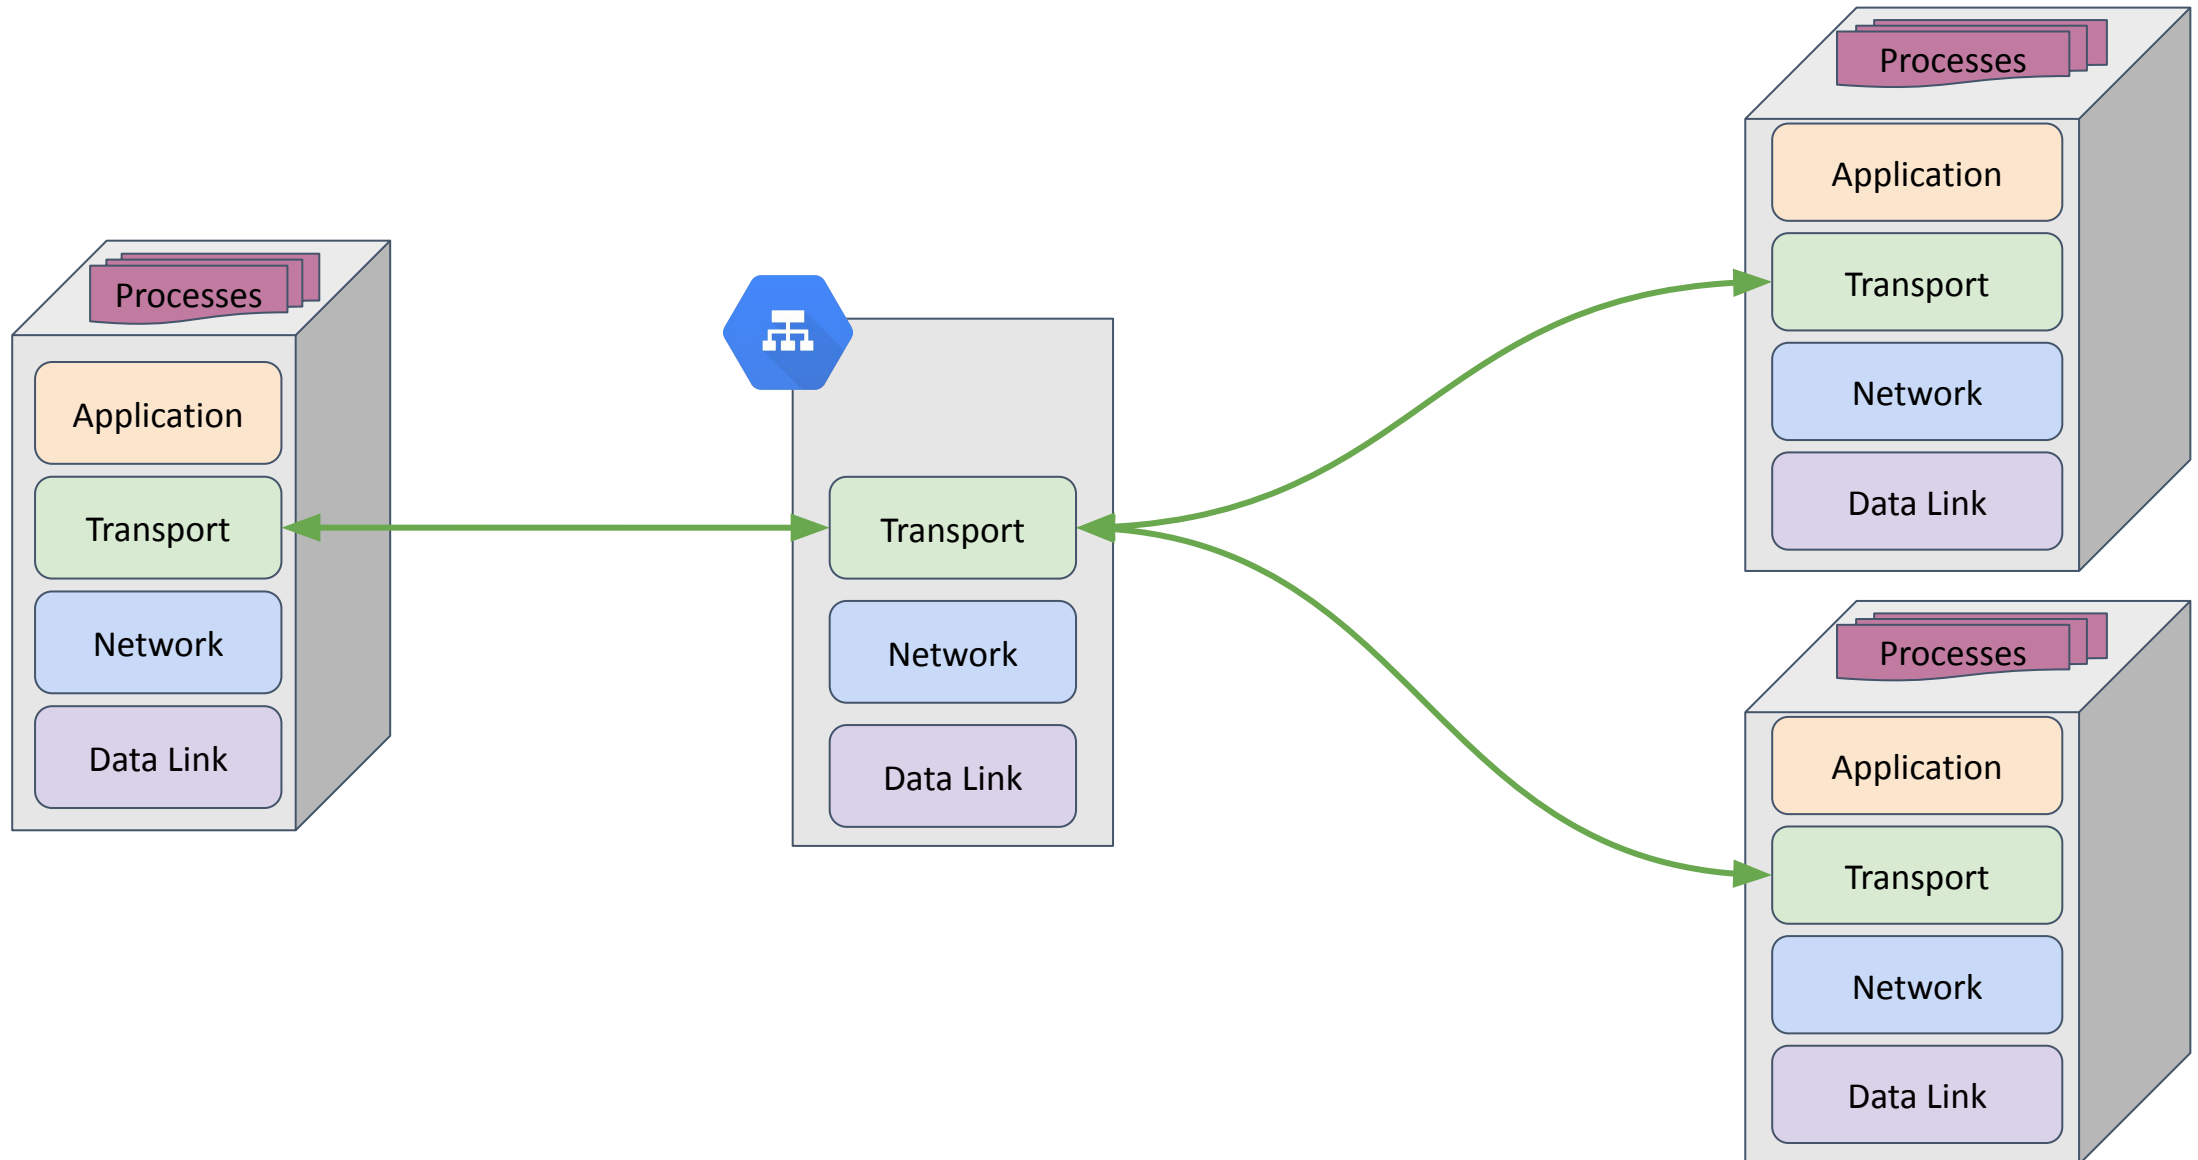 Processes
Application
Transport
Network
Data Link
Transport
Network
Data Link
Processes
Application
Transport
Network
Data Link
Processes
Application
Transport
Network
Data Link